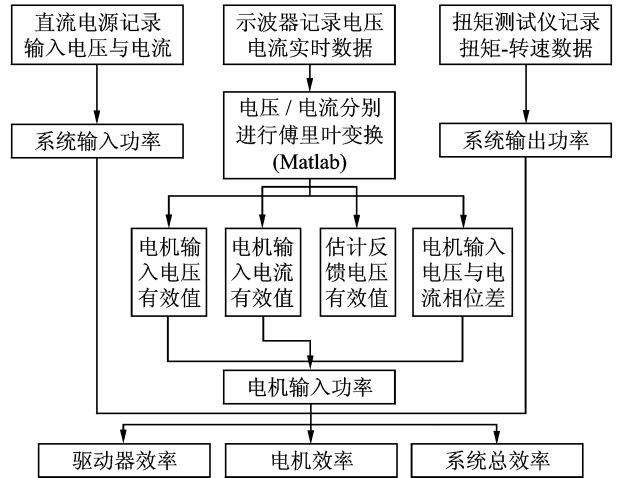 直流电源记录
输入电压与电流
示波器记录电压
电流实时数据
扭矩测试仪记录
扭矩-转速数据
系统输入功率
电压 / 电流分别
进行傅里叶变换
(Matlab)
系统输出功率
电机输
入电压
有效值
电机输
入电流
有效值
估计反
馈电压
有效值
电机输入
电压与电
流相位差
电机输入功率
驱动器效率
电机效率
系统总效率